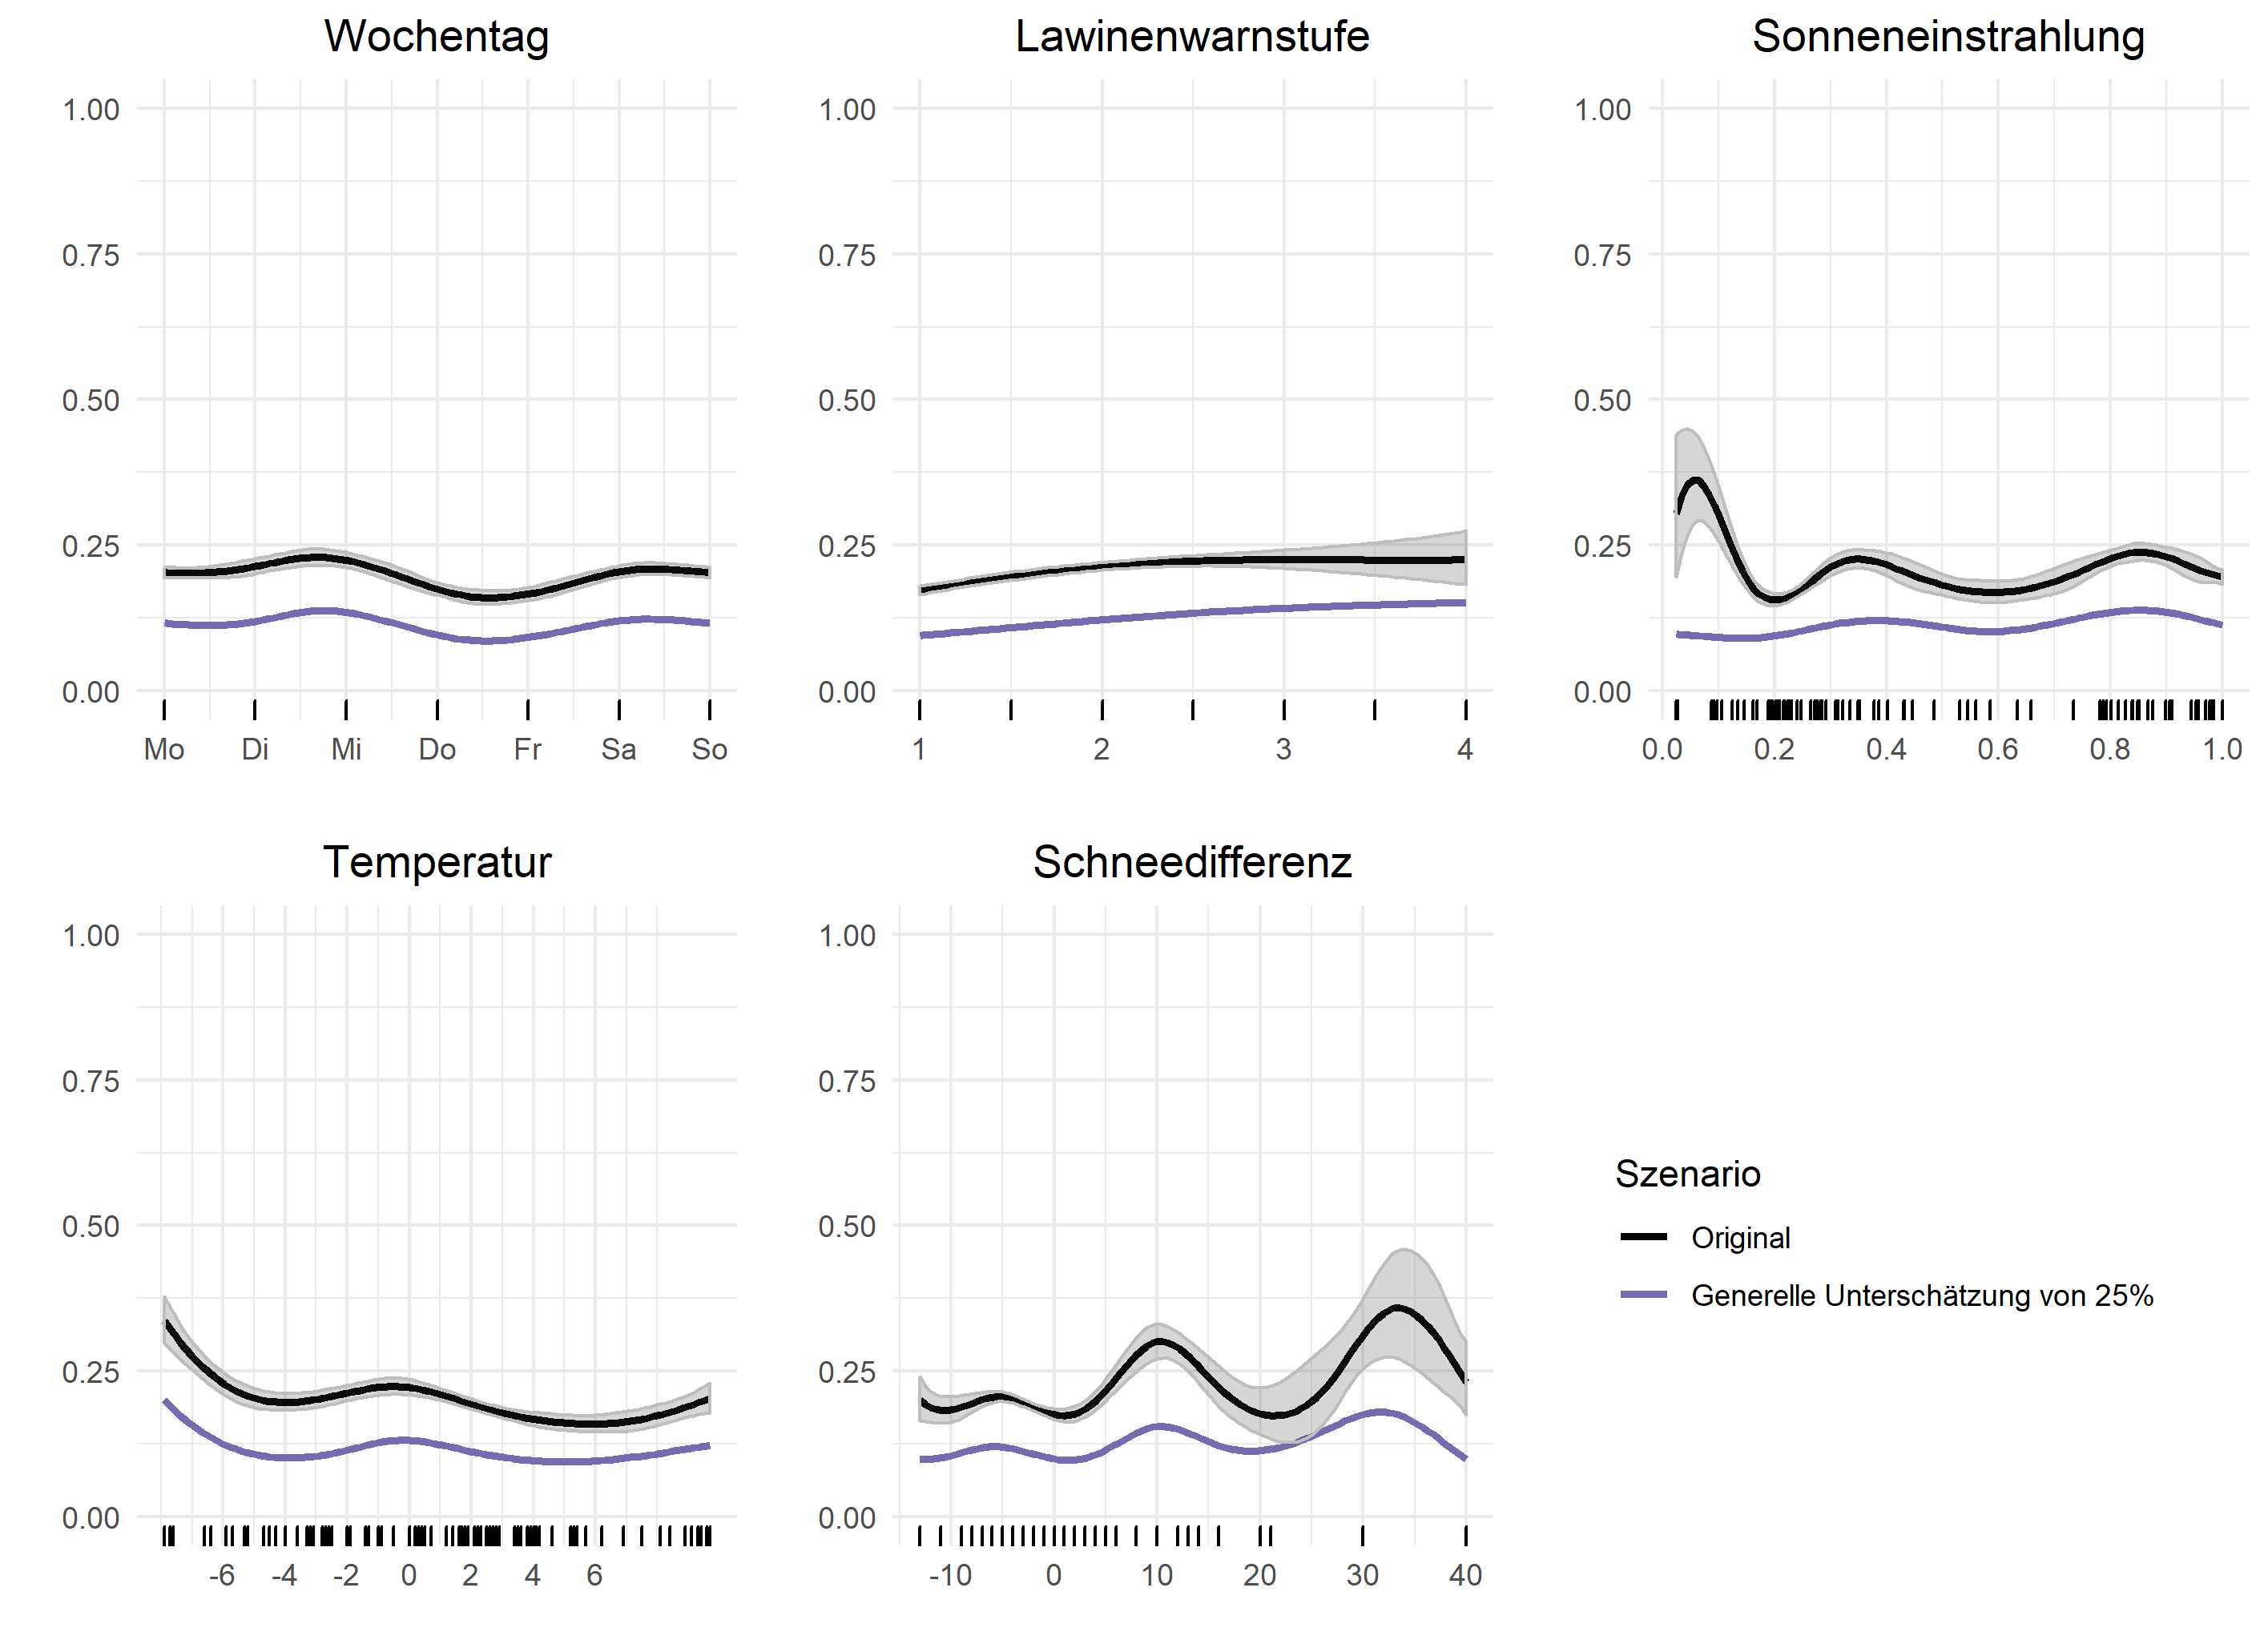 Wochentag
1.00
0.75
0.50
0.25
0.00
Mo Di Mi Do Fr Sa So
Lawinenwarnstufe
1.00
0.75
0.50
0.25
0.00
1 2 3 4
Sonneneinstrahlung
1.00
0.75
0.50
0.25
0.00
0.0 0.2 0.4 0.6 0.8 1.0
Temperatur
1.00
0.75
0.50
0.25
0.00
-6 -4 -2 0 2 4 6
Schneedifferenz
1.00
0.75
0.50
0.25
0.00
-10 0 10 20 30 40
Szenario
Original
Generelle Unterschätzung von 25%